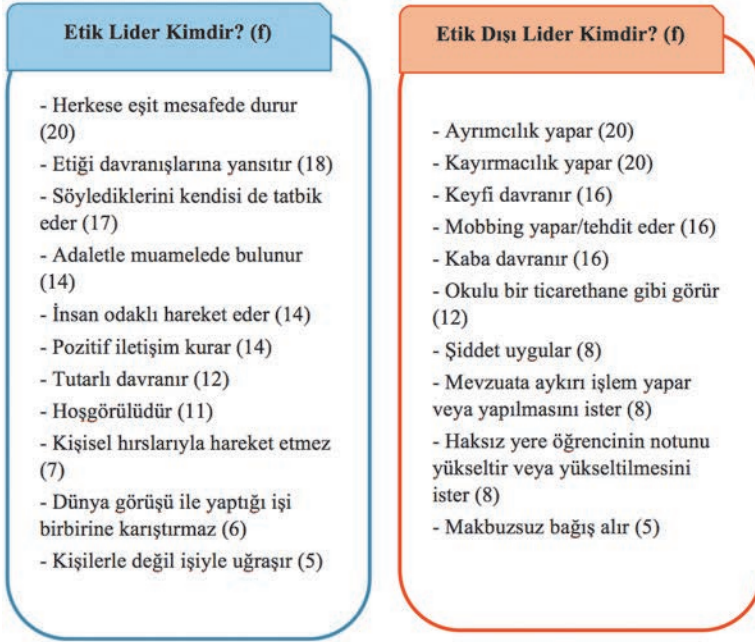 Etik Lider Kimdir? (f)
- Herkese eşit mesafede durur
(20)
- Etiği davranışlarına yansıtır (18)
- Söylediklerini kendisi de tatbik
eder (17)
- Adaletle muamelede bulunur
(14)
- İnsan odaklı hareket eder (14)
- Pozitif iletişim kurar (14)
- Tutarlı davranır (12)
- Hoşgörülüdür (11)
- Kişisel hırslarıyla hareket etmez
(7)
- Dünya görüşü ile yaptığı işi
birbirine karıştırmaz (6)
- Kişilerle değil işiyle uğraşır (5)
Etik Dışı Lider Kimdir? (f)
- Ayrımcılık yapar (20)
- Kayırmacılık yapar (20)
- Keyfi davranır (16)
- Mobbing yapar/tehdit eder (16)
- Kaba davranır (16)
- Okulu bir ticarethane gibi görür
(12)
- Şiddet uygular (8)
- Mevzuata aykırı işlem yapar
veya yapılmasını ister (8)
- Haksız yere öğrencinin notunu
yükseltir veya yükseltilmesini
ister (8)
- Makbuzsuz bağış alır (5)